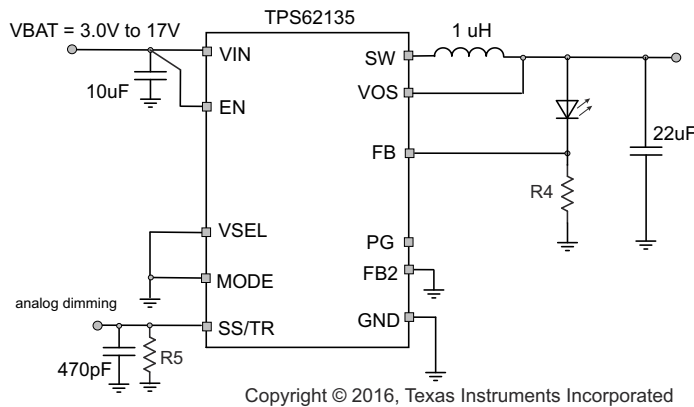 TPS62135
VBAT = 3.0V to 17V
1 uH
VIN
SW
10uF
VOS
EN
22uF
FB
R4
VSEL
PG
MODE
FB2
analog dimming
GND
SS/TR
R5
470pF
Copyright © 2016, Texas Instruments Incorporated